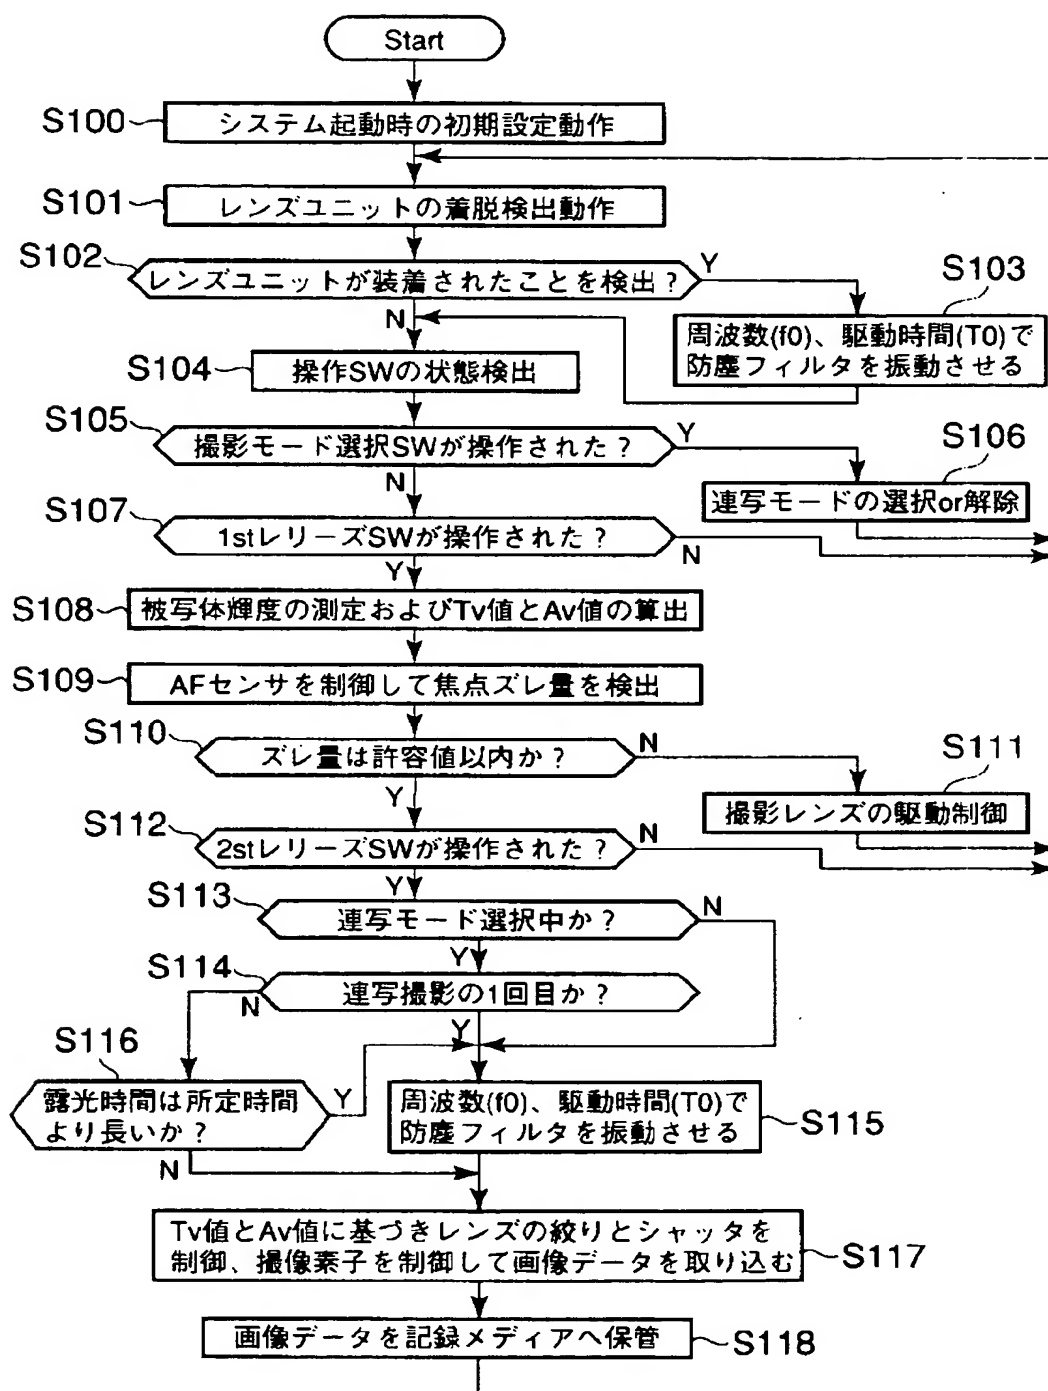 Start
S100
システム起動時の初期設定動作
S101
レンズユニットの着脱検出動作
S102
レンズユニットが装着されたことを検出？
Y
N
S103
周波数(f0)、駆動時間(T0)で
防塵フィルタを振動させる
S104
操作SWの状態検出
S105
撮影モード選択SWが操作された？
Y
N
S106
連写モードの選択or解除
S107
1stレリーズSWが操作された？
N
Y
S108
被写体輝度の測定およびTv値とAv値の算出
S109
AFセンサを制御して焦点ズレ量を検出
S110
ズレ量は許容値以内か？
N
Y
S111
撮影レンズの駆動制御
S112
2stレリーズSWが操作された？
N
Y
S113
連写モード選択中か？
N
Y
S114
連写撮影の1回目か？
N
Y
S116
露光時間は所定時間
より長いか？
Y
N
周波数(f0)、駆動時間(T0)で
防塵フィルタを振動させる
S115
Tv値とAv値に基づきレンズの絞りとシャッタを
制御、撮像素子を制御して画像データを取り込む
S117
画像データを記録メディアへ保管
S118